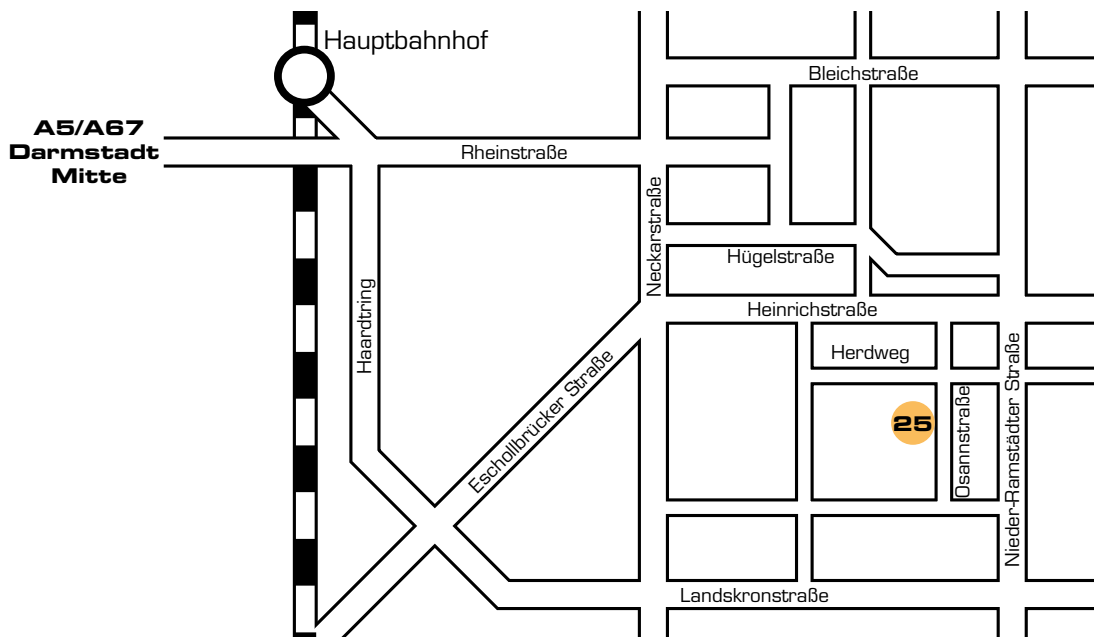 Hauptbahnhof
Bleichstraße
A5/A67
Darmstadt
Mitte
Rheinstraße
Neckarstraße
Hügelstraße
Haardtring
Heinrichstraße
Herdweg
Eschollbrücker Straße
25
Osannstraße
Nieder-Ramstädter Straße
Landskronstraße